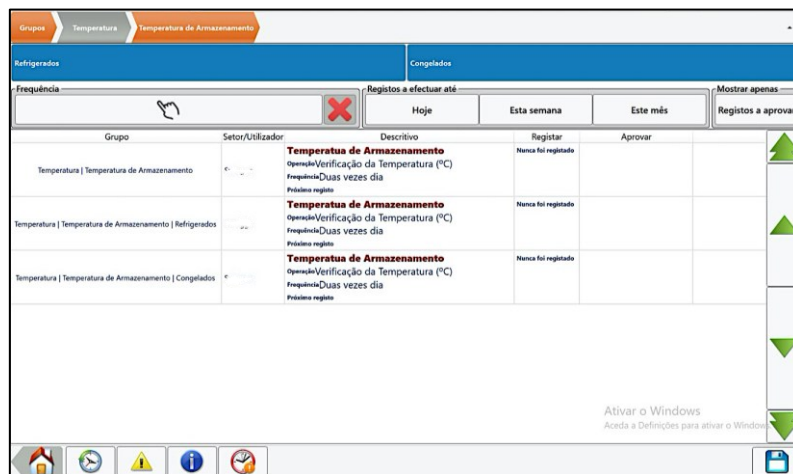 Grupos Temperatura Temperatura de Armazenamento
Refrigerados Congelados
Frequência Registos a efectuar até Mostrar apenas
Hoje Esta semana Este mês Registos a aprovar
Grupo Setor/Utilizador Descritivo Registar Aprovar
Temperatura | Temperatura de Armazenamento
Temperatua de Armazenamento
Operação Verificação da Temperatura (ºC)
Frequência Duas vezes dia
Próximo registo
Nunca foi registado
Temperatura | Temperatura de Armazenamento | Refrigerados
Temperatua de Armazenamento
Operação Verificação da Temperatura (ºC)
Frequência Duas vezes dia
Próximo registo
Nunca foi registado
Temperatura | Temperatura de Armazenamento | Congelados
Temperatua de Armazenamento
Operação Verificação da Temperatura (ºC)
Frequência Duas vezes dia
Próximo registo
Nunca foi registado
Ativar o Windows
Aceda a Definições para ativar o Windows